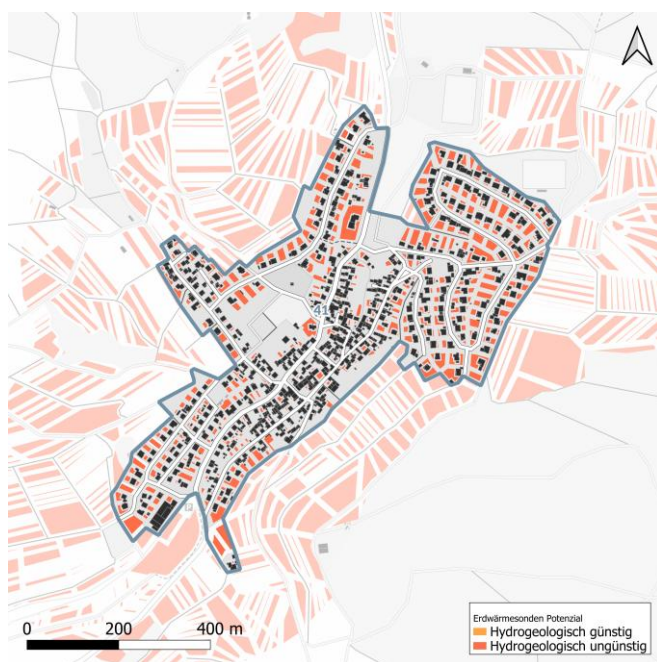 41
0 200 400 m
Erdwärmesonden Potenzial
Hydrogeologisch günstig
Hydrogeologisch ungünstig